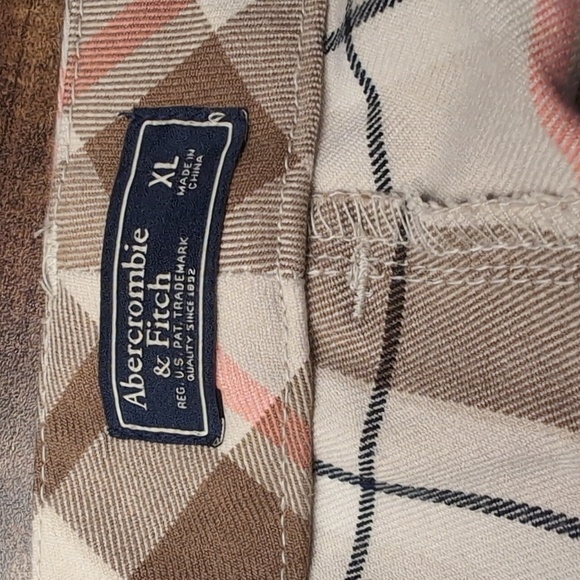 Abercrombie
& Fitch
XL
REG. U.S. PAT. TRADEMARK
QUALITY SINCE 1892
MADE IN
CHINA